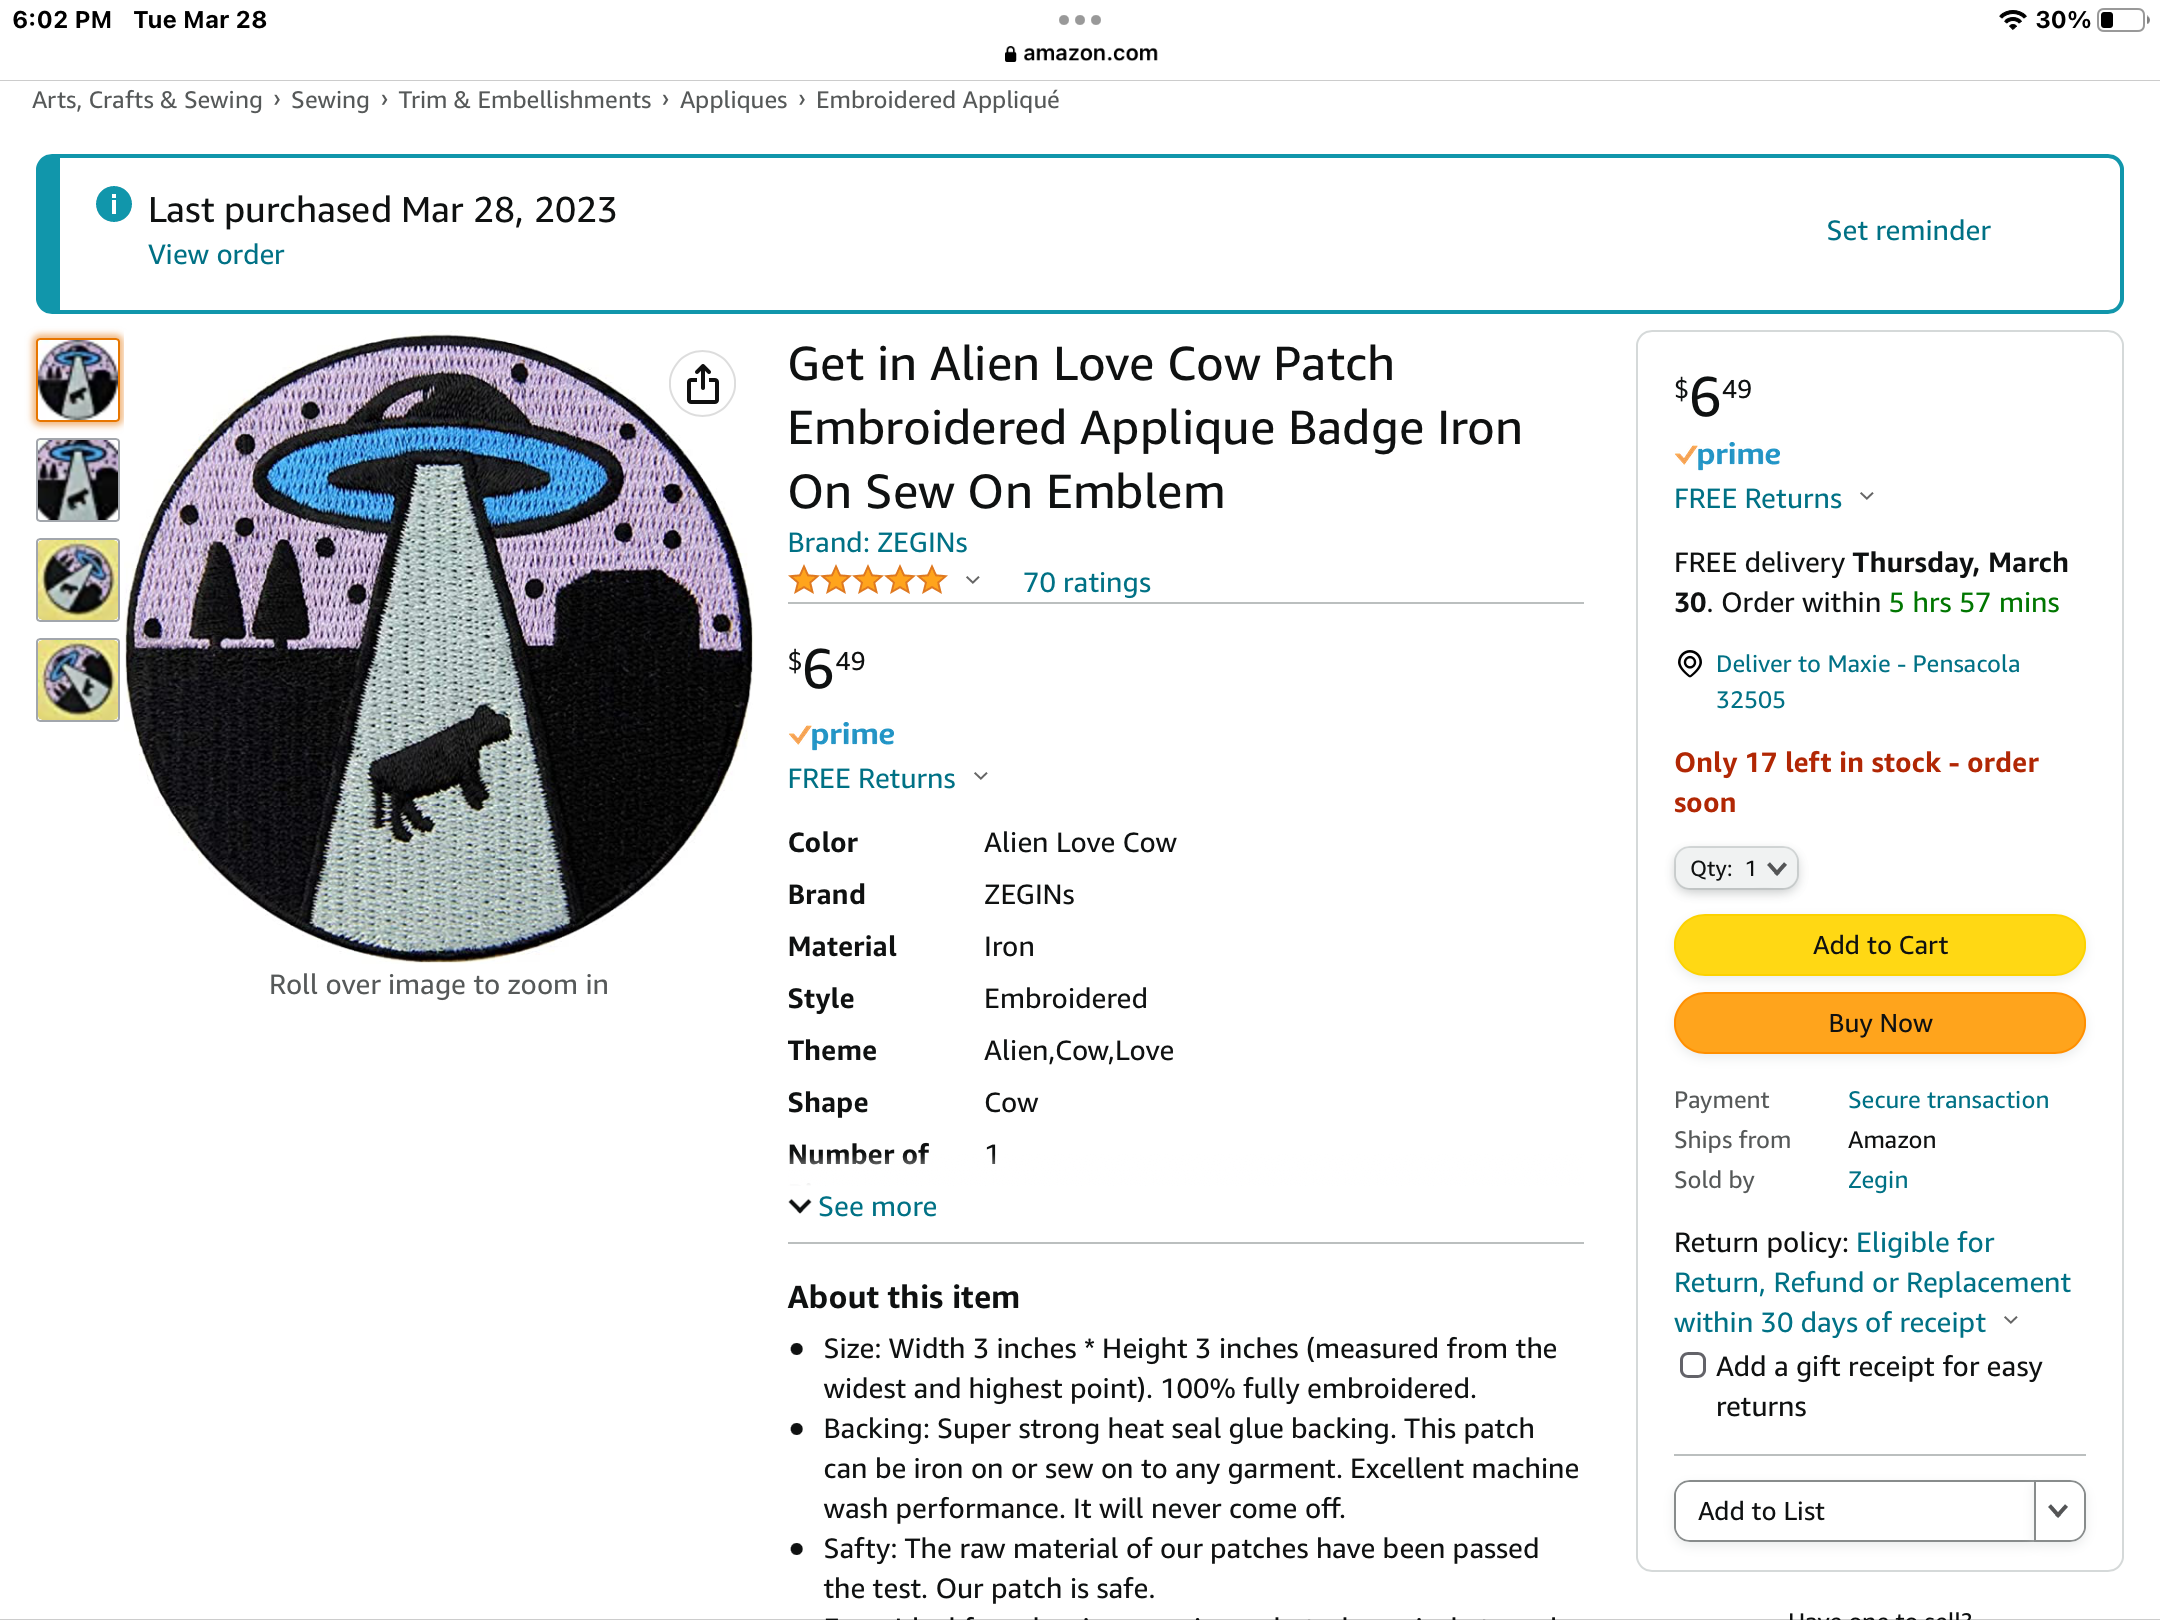 6:02 PM Tue Mar 28
30%
amazon.com
Arts, Crafts & Sewing › Sewing › Trim & Embellishments › Appliques › Embroidered Appliqué
Last purchased Mar 28, 2023
View order
Set reminder
Roll over image to zoom in
Get in Alien Love Cow Patch
Embroidered Applique Badge Iron
On Sew On Emblem
Brand: ZEGINs
70 ratings
$6 49
prime
FREE Returns
Color Alien Love Cow
Brand ZEGINs
Material Iron
Style Embroidered
Theme Alien,Cow,Love
Shape Cow
Number of 1
See more
About this item
• Size: Width 3 inches * Height 3 inches (measured from the
widest and highest point). 100% fully embroidered.
• Backing: Super strong heat seal glue backing. This patch
can be iron on or sew on to any garment. Excellent machine
wash performance. It will never come off.
• Safty: The raw material of our patches have been passed
the test. Our patch is safe.
$6 49
prime
FREE Returns
FREE delivery Thursday, March
30. Order within 5 hrs 57 mins
Deliver to Maxie - Pensacola
32505
Only 17 left in stock - order
soon
Qty: 1
Add to Cart
Buy Now
Payment Secure transaction
Ships from Amazon
Sold by Zegin
Return policy: Eligible for
Return, Refund or Replacement
within 30 days of receipt
Add a gift receipt for easy
returns
Add to List
Have one to sell?